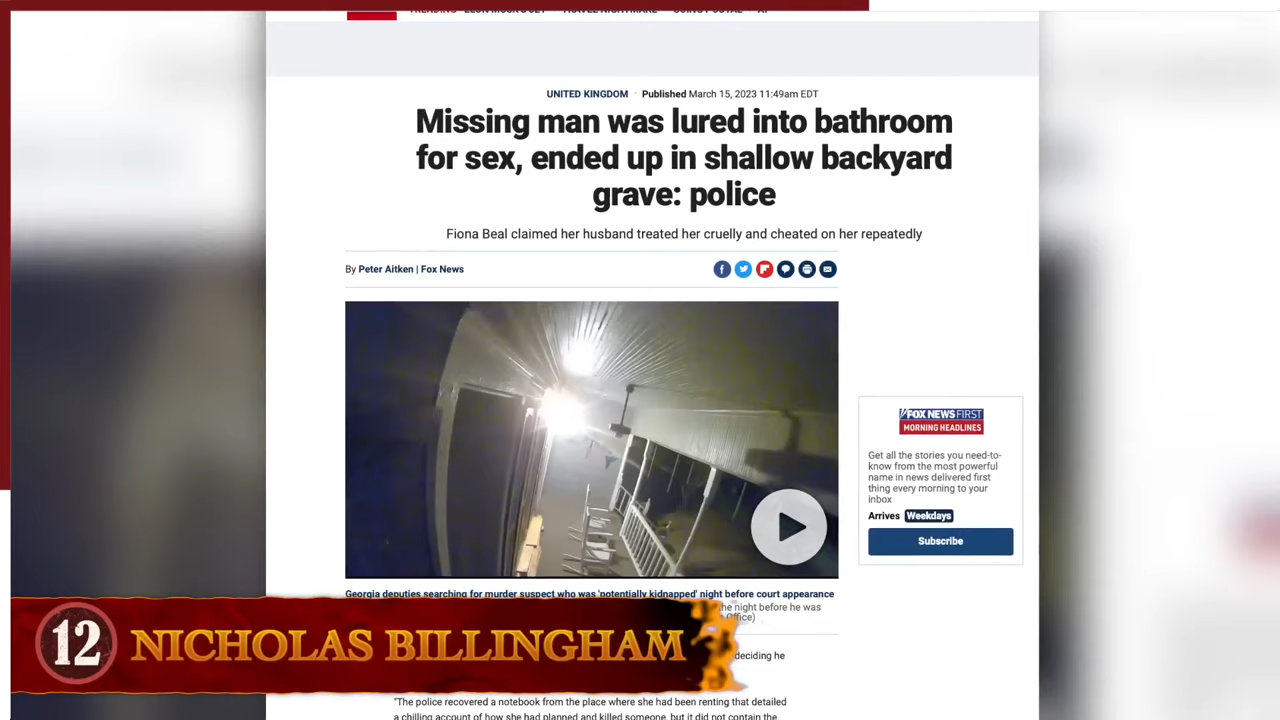 UNITED KINGDOM · Published March 15, 2023 11:49am EDT
Missing man was lured into bathroom
for sex, ended up in shallow backyard
grave: police
Fiona Beal claimed her husband treated her cruelly and cheated on her repeatedly
By Peter Aitken | Fox News
FOX NEWS FIRST
MORNING HEADLINES
Get all the stories you need-to-
know from the most powerful
name in news delivered first
thing every morning to your
inbox
Arrives Weekdays
Subscribe
Georgia deputies searching for murder suspect who was 'potentially kidnapped' night before court appearance
the night before he was
Office)
12 NICHOLAS BILLINGHAM
deciding he
"The police recovered a notebook from the place where she had been renting that detailed
a chilling account of how she had planned and killed someone, but it did not contain the